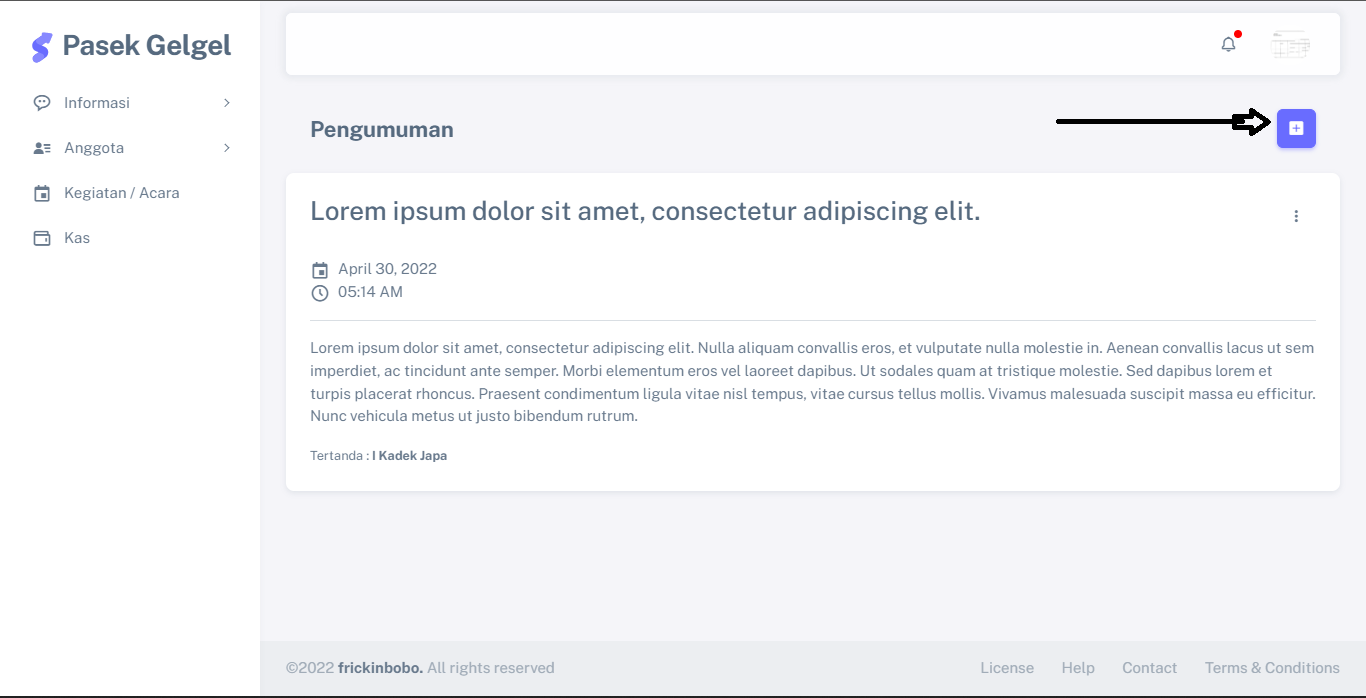 Pasek Gelgel
Informasi
Anggota
Kegiatan / Acara
Kas
Pengumuman
Lorem ipsum dolor sit amet, consectetur adipiscing elit.
April 30, 2022
05:14 AM
Lorem ipsum dolor sit amet, consectetur adipiscing elit. Nulla aliquam convallis eros, et vulputate nulla molestie in. Aenean convallis lacus ut sem
imperdiet, ac tincidunt ante semper. Morbi elementum eros vel laoreet dapibus. Ut sodales quam at tristique molestie. Sed dapibus lorem et
turpis placerat rhoncus. Praesent condimentum ligula vitae nisl tempus, vitae cursus tellus mollis. Vivamus malesuada suscipit massa eu efficitur.
Nunc vehicula metus ut justo bibendum rutrum.
Tertanda : I Kadek Japa
©2022 frickinbobo. All rights reserved
License Help Contact Terms & Conditions